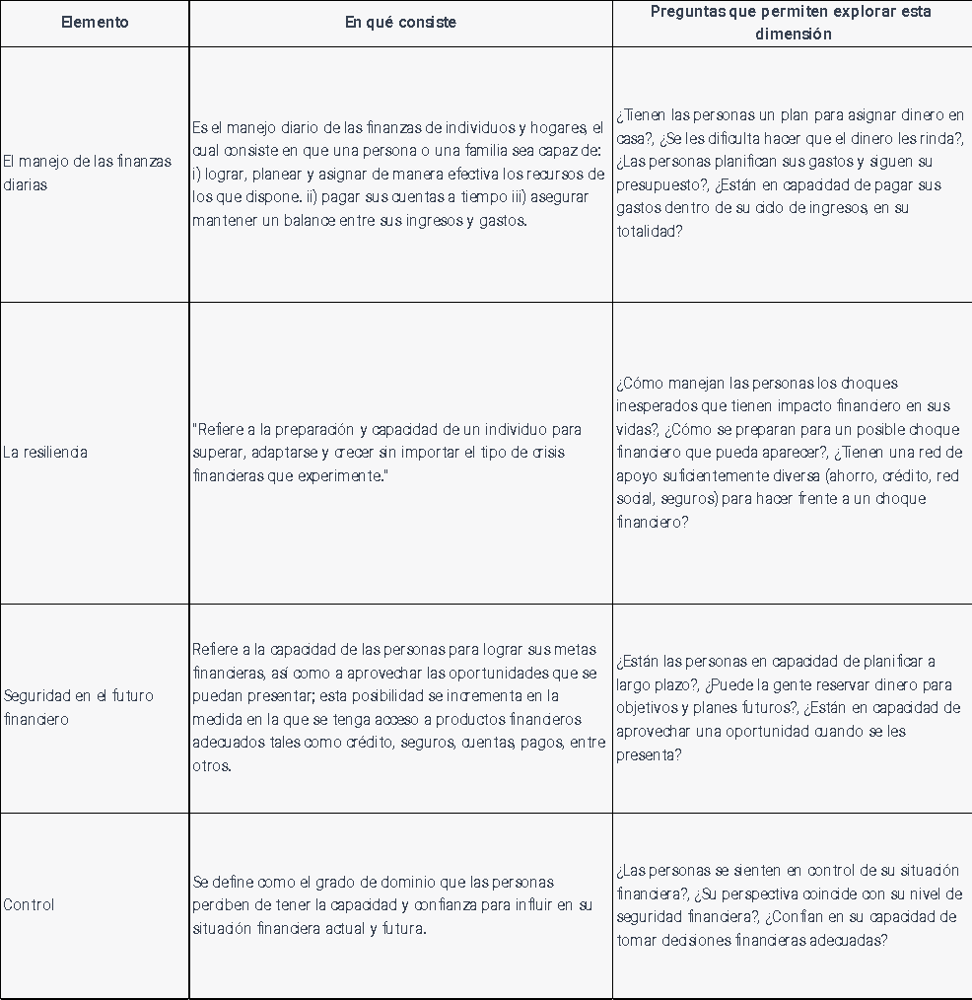 Elemento
En qué consiste
Preguntas que permiten explorar esta
dimensión
El manejo de las finanzas
diarias
Es el manejo diario de las finanzas de individuos y hogares, el
cual consiste en que una persona o una familia sea capaz de:
i) lograr, planear y asignar de manera efectiva los recursos de
los que dispone. ii) pagar sus cuentas a tiempo iii) asegurar
mantener un balance entre sus ingresos y gastos.
¿Tienen las personas un plan para asignar dinero en
casa?, ¿Se les dificulta hacer que el dinero les rinda?,
¿Las personas planifican sus gastos y siguen su
presupuesto?, ¿Están en capacidad de pagar sus
gastos dentro de su ciclo de ingresos, en su
totalidad?
La resiliencia
"Refiere a la preparación y capacidad de un individuo para
superar, adaptarse y crecer sin importar el tipo de crisis
financieras que experimente."
¿Cómo manejan las personas los choques
inesperados que tienen impacto financiero en sus
vidas?, ¿Cómo se preparan para un posible choque
financiero que pueda aparecer?, ¿Tienen una red de
apoyo suficientemente diversa (ahorro, crédito, red
social, seguros) para hacer frente a un choque
financiero?
Seguridad en el futuro
financiero
Refiere a la capacidad de las personas para lograr sus metas
financieras, así como a aprovechar las oportunidades que se
puedan presentar; esta posibilidad se incrementa en la
medida en la que se tenga acceso a productos financieros
adecuados tales como crédito, seguros, cuentas, pagos, entre
otros.
¿Están las personas en capacidad de planificar a
largo plazo?, ¿Puede la gente reservar dinero para
objetivos y planes futuros?, ¿Están en capacidad de
aprovechar una oportunidad cuando se les
presenta?
Control
Se define como el grado de dominio que las personas
perciben de tener la capacidad y confianza para influir en su
situación financiera actual y futura.
¿Las personas se sienten en control de su situación
financiera?, ¿Su perspectiva coincide con su nivel de
seguridad financiera?, ¿Confían en su capacidad de
tomar decisiones financieras adecuadas?